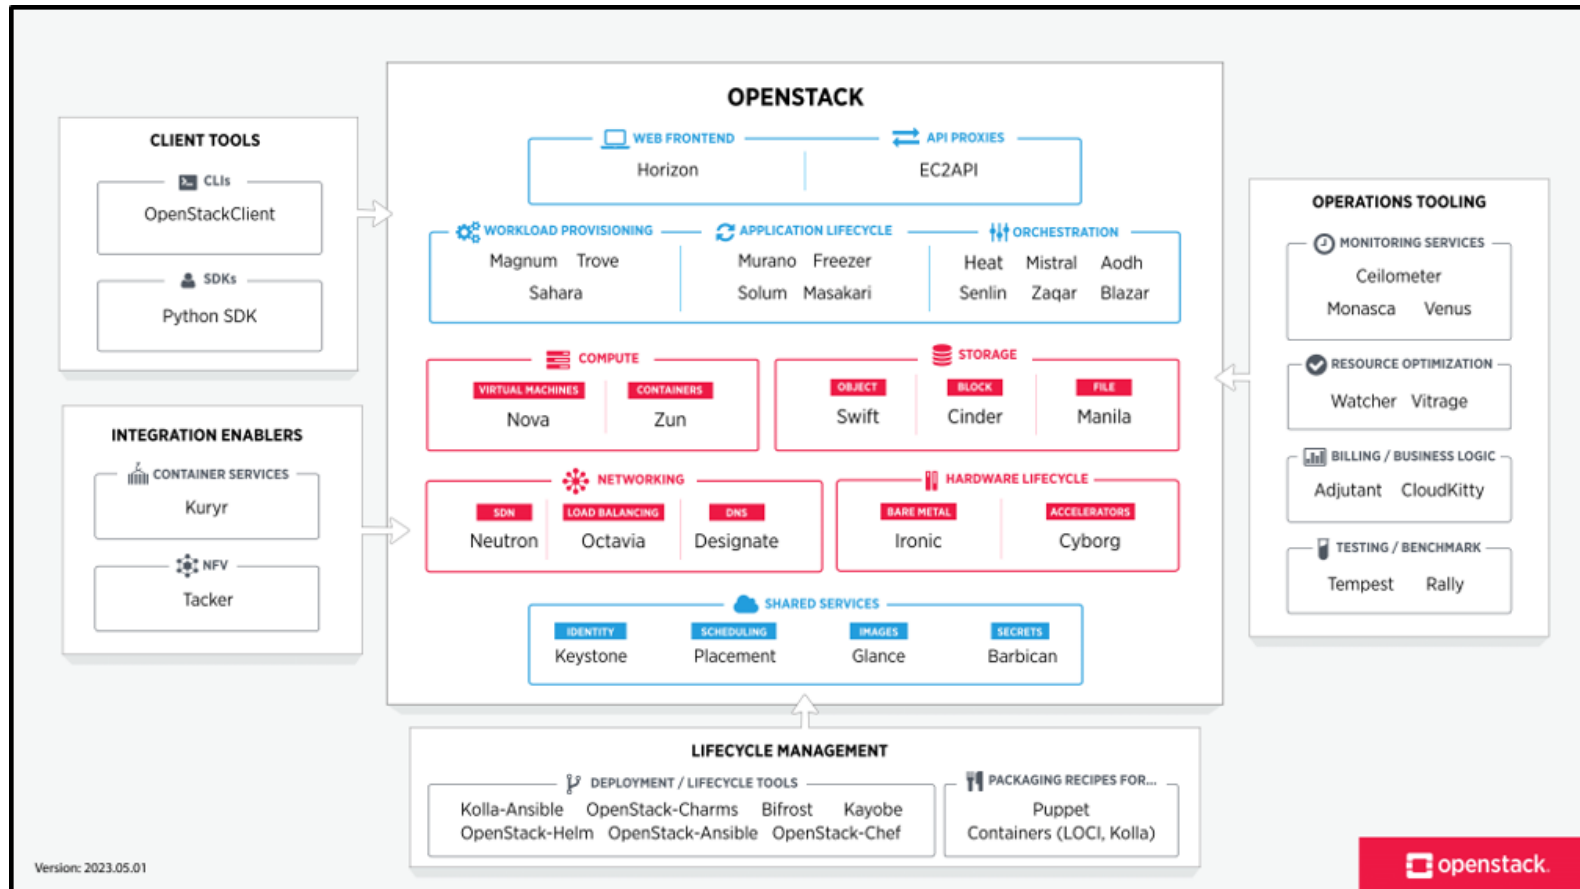 OPENSTACK
WEB FRONTEND
Horizon
API PROXIES
EC2API
WORKLOAD PROVISIONING
Magnum Trove
Sahara
APPLICATION LIFECYCLE
Murano Freezer
Solum Masakari
ORCHESTRATION
Heat Mistral Aodh
Senlin Zaqar Blazar
COMPUTE
VIRTUAL MACHINES
Nova
CONTAINERS
Zun
STORAGE
OBJECT
Swift
BLOCK
Cinder
FILE
Manila
NETWORKING
SDN
Neutron
LOAD BALANCING
Octavia
DNS
Designate
HARDWARE LIFECYCLE
BARE METAL
Ironic
ACCELERATORS
Cyborg
SHARED SERVICES
IDENTITY
Keystone
SCHEDULING
Placement
IMAGES
Glance
SECRETS
Barbican
CLIENT TOOLS
CLIs
OpenStackClient
SDKs
Python SDK
INTEGRATION ENABLERS
CONTAINER SERVICES
Kuryr
NFV
Tacker
OPERATIONS TOOLING
MONITORING SERVICES
Ceilometer
Monasca Venus
RESOURCE OPTIMIZATION
Watcher Vitrage
BILLING / BUSINESS LOGIC
Adjutant CloudKitty
TESTING / BENCHMARK
Tempest Rally
LIFECYCLE MANAGEMENT
DEPLOYMENT / LIFECYCLE TOOLS
Kolla-Ansible OpenStack-Charms Bifrost Kayobe
OpenStack-Helm OpenStack-Ansible OpenStack-Chef
PACKAGING RECIPES FOR...
Puppet
Containers (LOCI, Kolla)
Version: 2023.05.01
openstack.